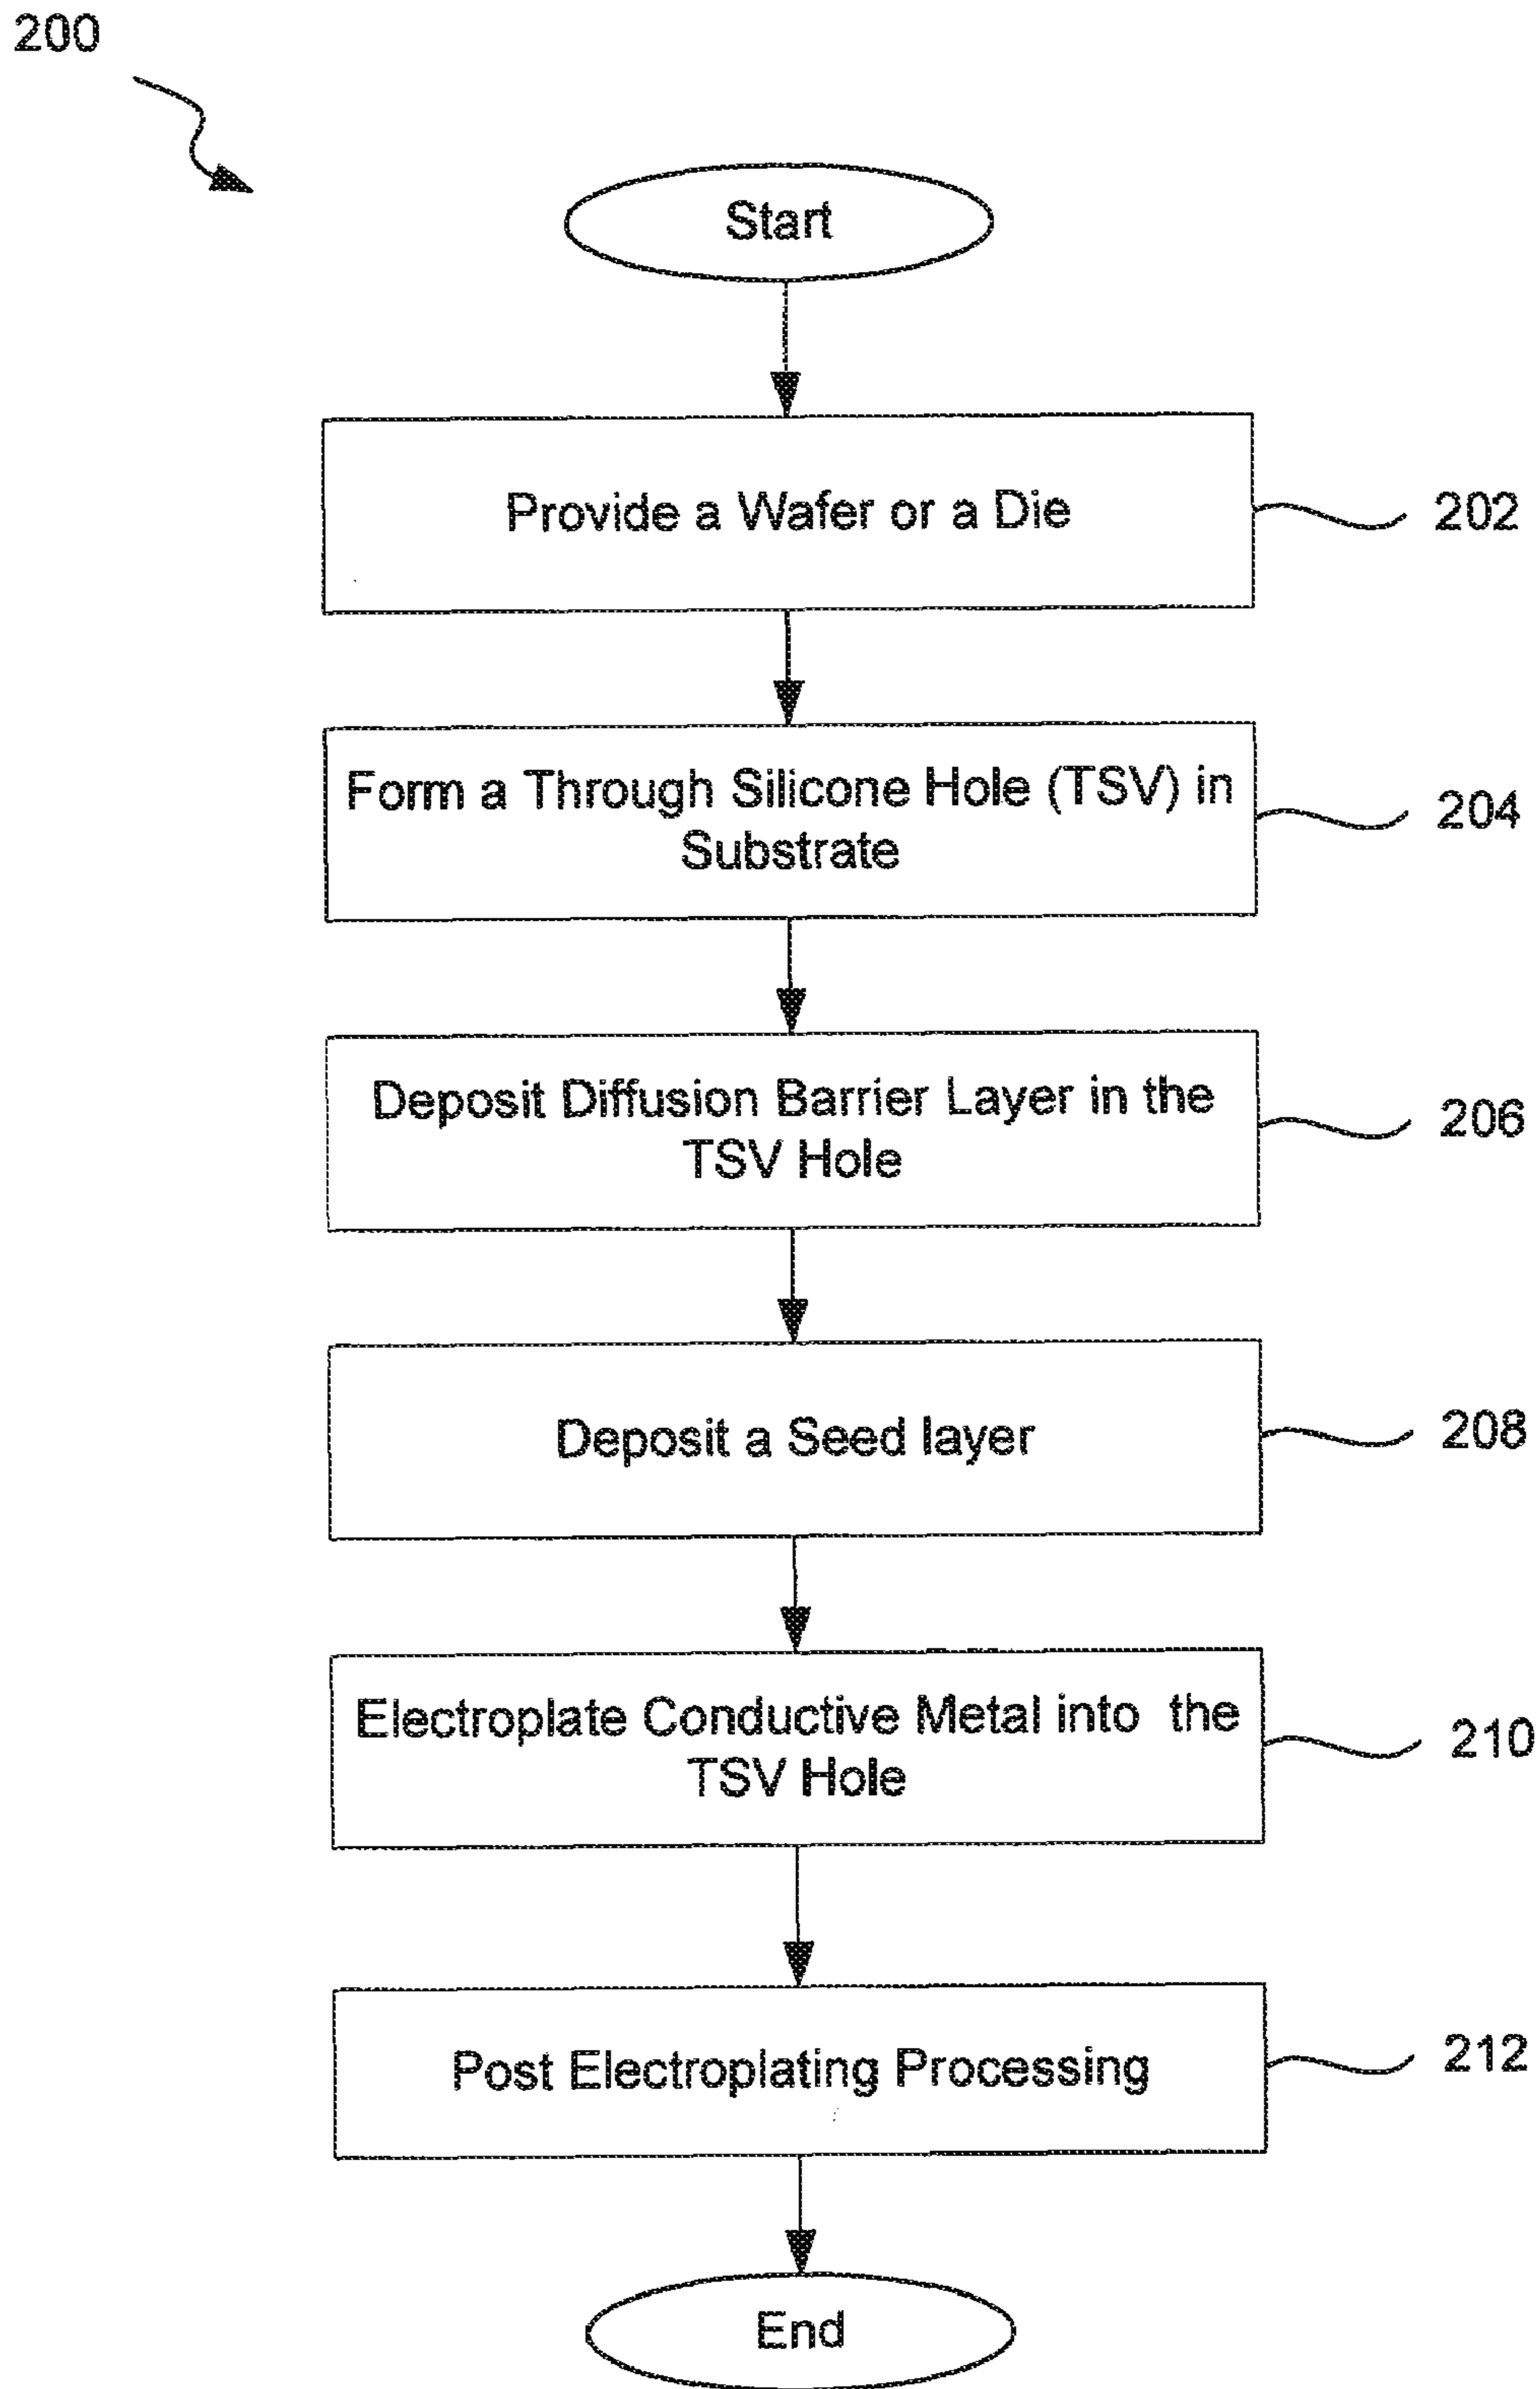 200
Start
Provide a Wafer or a Die
202
Form a Through Silicone Hole (TSV) in
Substrate
204
Deposit Diffusion Barrier Layer in the
TSV Hole
206
Deposit a Seed layer
208
Electroplate Conductive Metal into the
TSV Hole
210
Post Electroplating Processing
212
End